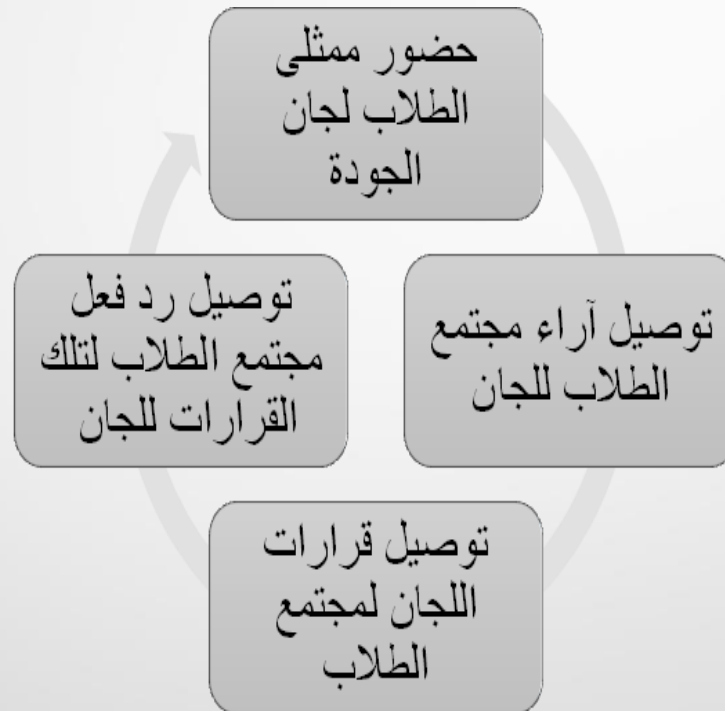 حضور ممثلى
الطلاب لجان
الجودة
توصيل آراء مجتمع
الطلاب للجان
توصيل قرارات
اللجان لمجتمع
الطلاب
توصيل رد فعل
مجتمع الطلاب لتلك
القرارات للجان